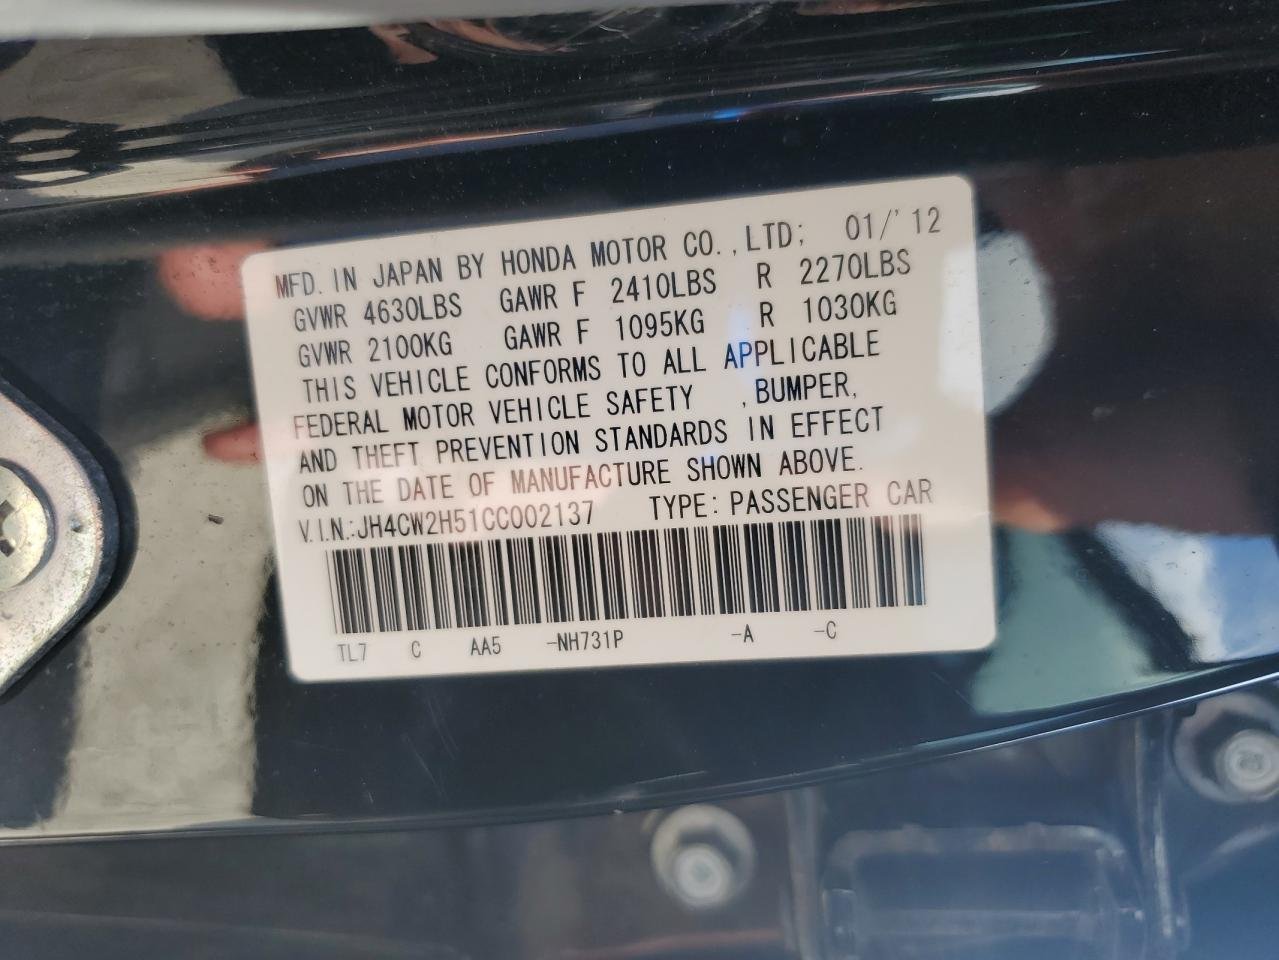 MFD. IN JAPAN BY HONDA MOTOR CO.,LTD; 01/'12
GVWR 4630LBS GAWR F 2410LBS R 2270LBS
GVWR 2100KG GAWR F 1095KG R 1030KG
THIS VEHICLE CONFORMS TO ALL APPLICABLE
FEDERAL MOTOR VEHICLE SAFETY ,BUMPER,
AND THEFT PREVENTION STANDARDS IN EFFECT
ON THE DATE OF MANUFACTURE SHOWN ABOVE.
V.I.N.:JH4CW2H51CC002137 TYPE:PASSENGER CAR
TL7 C AA5 -NH731P -A -C